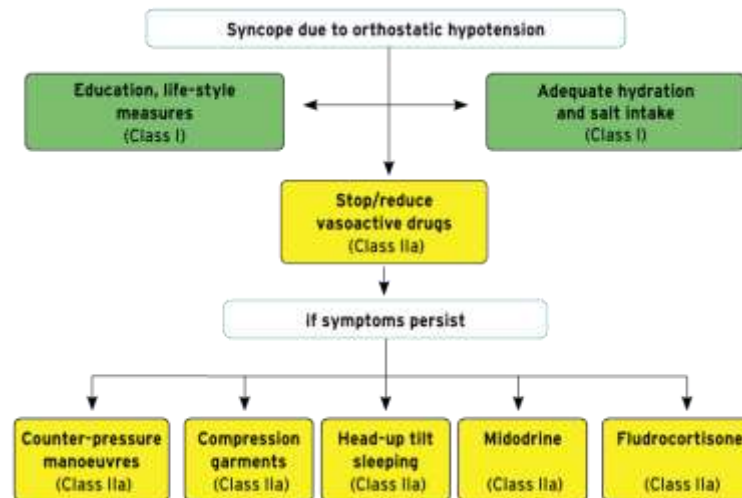 Syncope due to orthostatic hypotension
Education, life-style
measures
(Class I)
Adequate hydration
and salt intake
(Class I)
Stop/reduce
vasoactive drugs
(Class IIa)
if symptoms persist
Counter-pressure
manoeuvres
(Class IIa)
Compression
garments
(Class IIa)
Head-up tilt
sleeping
(Class IIa)
Midodrine
(Class IIa)
Fludrocortisone
(Class IIa)